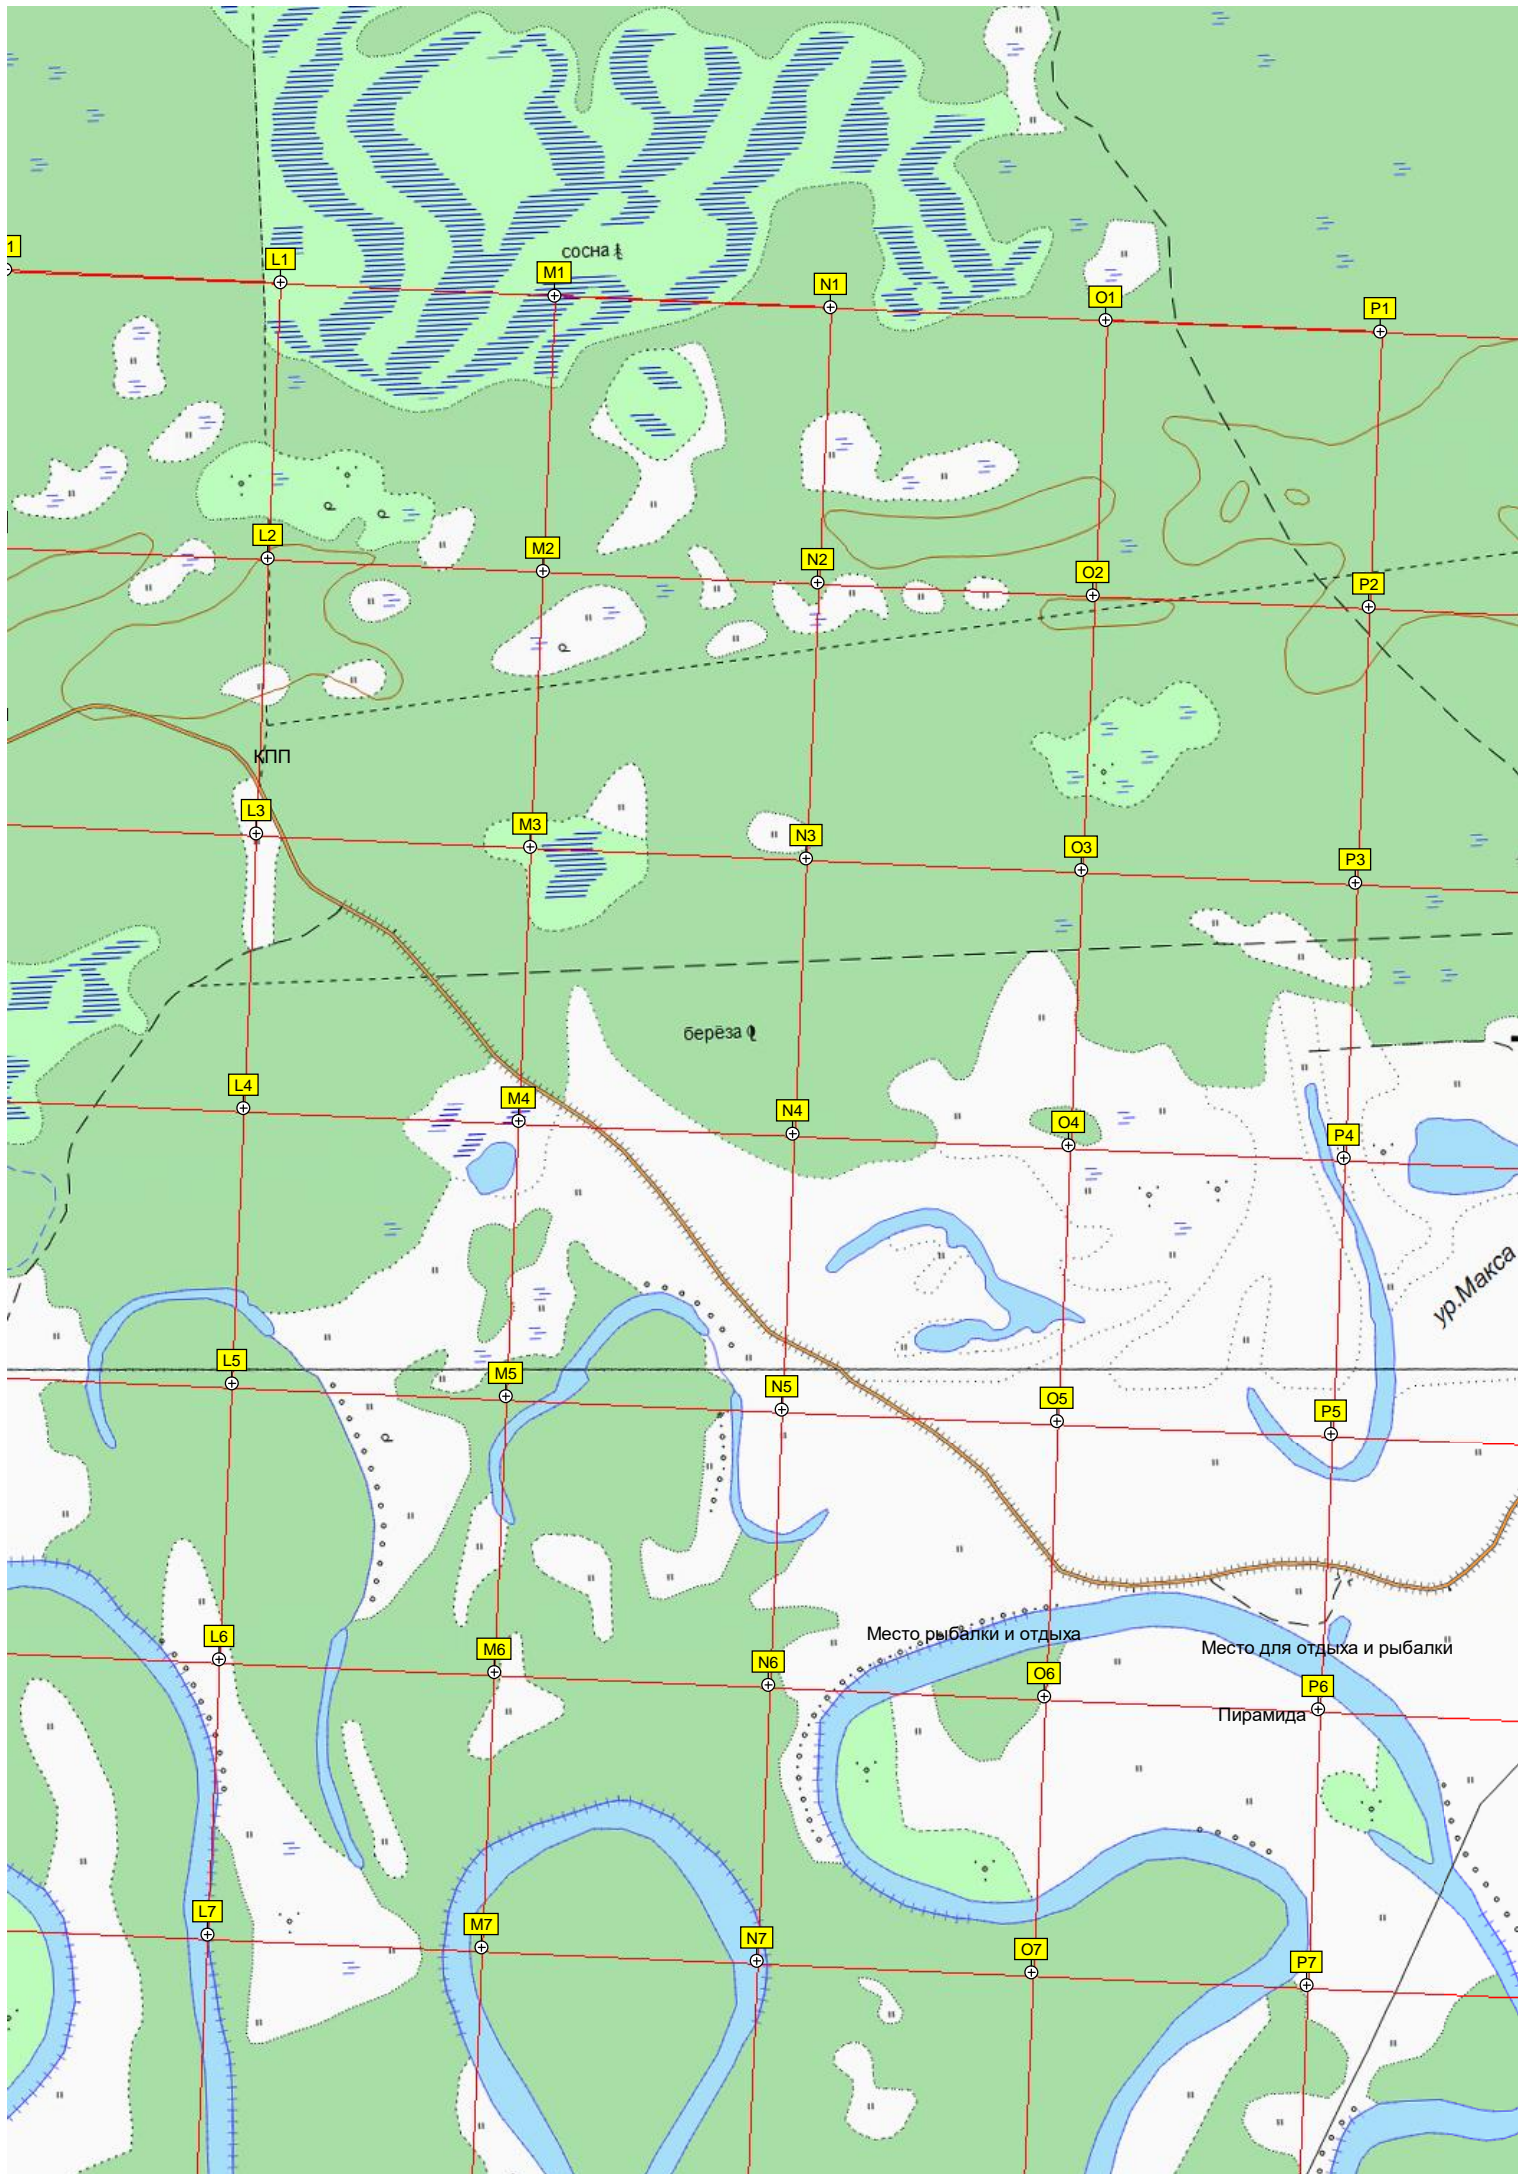 сосна
1
L1
M1
N1
O1
P1
L2
M2
N2
O2
P2
КПП
L3
M3
N3
O3
P3
берёза
L4
M4
N4
O4
P4
ур.Макса
L5
M5
N5
O5
P5
Место рыбалки и отдыха
Место для отдыха и рыбалки
L6
M6
N6
O6
P6
Пирамида
L7
M7
N7
O7
P7